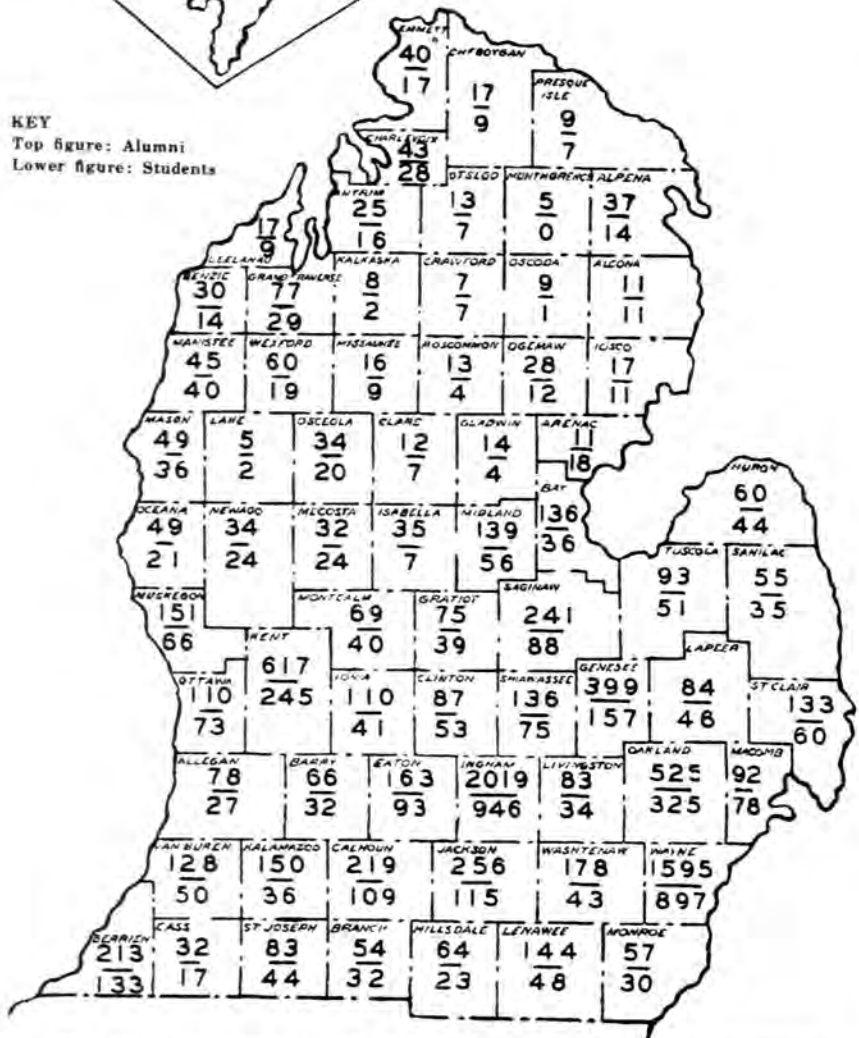 EMMETT
40
17
CHEBOYGAN
17
9
PRESQUE
ISLE
9
7
KEY
Top figure: Alumni
Lower figure: Students
CHARLEVOIX
43
28
ANTRIM
25
16
OTSEGO
13
7
MONTMORENCY
5
0
ALPENA
37
14
17
9
LEELANAU
BENZIE
30
14
GRAND TRAVERSE
77
29
KALKASKA
8
2
CRAWFORD
7
7
OSCODA
9
1
ALCONA
11
11
MANISTEE
45
40
WEXFORD
60
19
MISSAUKEE
16
9
ROSCOMMON
13
4
OGEMAW
28
12
IOSCO
17
11
MASON
49
36
LAKE
5
2
OSCEOLA
34
20
CLARE
12
7
GLADWIN
14
4
ARENAC
11
18
HURON
60
44
OCEANA
49
21
NEWAGO
34
24
MECOSTA
32
24
ISABELLA
35
7
MIDLAND
139
56
BAY
136
36
TUSCOLA
93
51
SANILAC
55
35
MUSKEGON
151
66
MONTCALM
69
40
GRATIOT
75
39
SAGINAW
241
88
KENT
617
245
OTTAWA
110
73
IONIA
110
41
CLINTON
87
53
SHIAWASSEE
136
75
GENESEE
399
157
LAPEER
84
46
ST CLAIR
133
60
ALLEGAN
78
27
BARRY
66
32
EATON
163
93
INGHAM
2019
946
LIVINGSTON
83
34
OAKLAND
525
325
MACOMB
92
78
VAN BUREN
128
50
KALAMAZOO
150
36
CALHOUN
219
109
JACKSON
256
115
WASHTENAW
178
43
WAYNE
1595
897
BERRIEN
213
133
CASS
32
17
ST JOSEPH
83
44
BRANCH
54
32
HILLSDALE
64
23
LENAWEE
144
48
MONROE
57
30